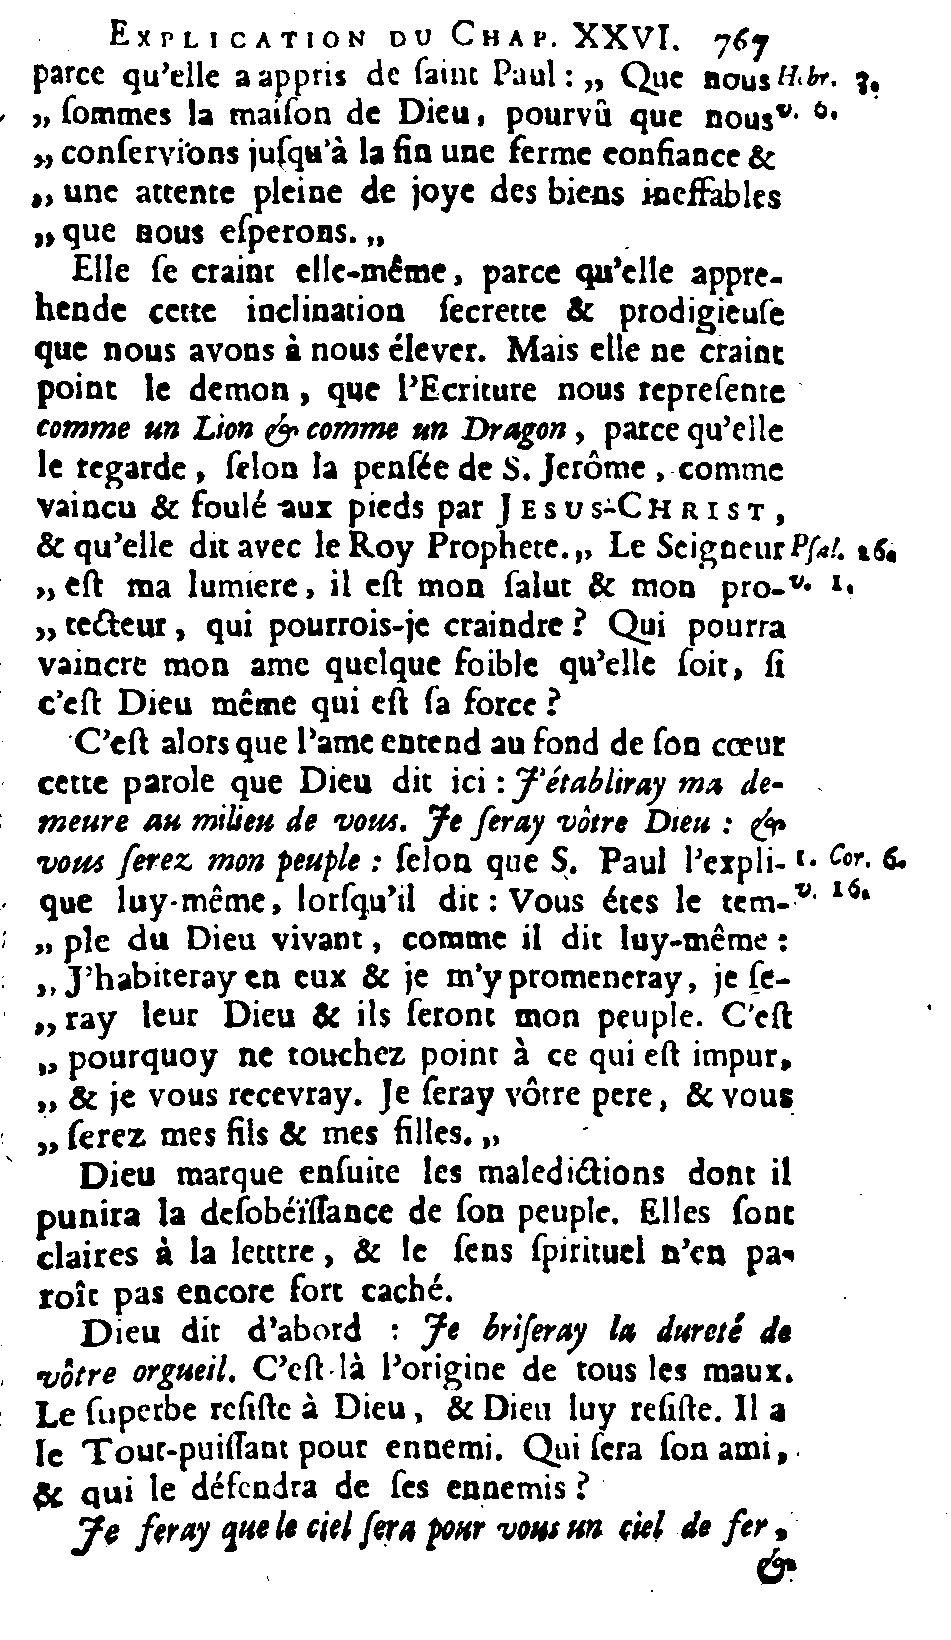 EXPLICATION DU CHAP. XXVI. 767
parce qu'elle a appris de ſaint Paul : ,, Que nous Hebr. 3.
,, ſommes la maiſon de Dieu, pourvû que nous v. 6.
,, conſervions juſqu'à la fin une ferme confiance &
,, une attente pleine de joye des biens ineffables
,, que nous eſperons. ,,
Elle ſe craint elle-même, parce qu'elle appre-
hende cette inclination ſecrette & prodigieuſe
que nous avons à nous élever. Mais elle ne craint
point le demon, que l'Ecriture nous repreſente
comme un Lion & comme un Dragon, parce qu'elle
le regarde, ſelon la penſée de S. Jerôme, comme
vaincu & foulé aux pieds par JESUS-CHRIST,
& qu'elle dit avec le Roy Prophete. ,, Le Seigneur Pſal. 26.
,, eſt ma lumiere, il eſt mon ſalut & mon pro- v. 1.
,, tecteur, qui pourrois-je craindre ? Qui pourra
vaincre mon ame quelque foible qu'elle ſoit, ſi
c'eſt Dieu même qui eſt ſa force ?
C'eſt alors que l'ame entend au fond de ſon cœur
cette parole que Dieu dit ici : J'établiray ma de-
meure au milieu de vous. Je ſeray vôtre Dieu : &
vous ſerez mon peuple : ſelon que S. Paul l'expli- 1. Cor. 6.
que luy-même, lorſqu'il dit : Vous étes le tem- v. 16.
,, ple du Dieu vivant, comme il dit luy-même :
,, J'habiteray en eux & je m'y promeneray, je ſe-
,, ray leur Dieu & ils ſeront mon peuple. C'eſt
,, pourquoy ne touchez point à ce qui eſt impur,
,, & je vous recevray. Je ſeray vôtre pere, & vous
,, ſerez mes fils & mes filles. ,,
Dieu marque enſuite les maledictions dont il
punira la deſobéïſſance de ſon peuple. Elles ſont
claires à la letttre, & le ſens ſpirituel n'en pa-
roît pas encore fort caché.
Dieu dit d'abord : Je briſeray la dureté de
vôtre orgueil. C'eſt là l'origine de tous les maux.
Le ſuperbe reſiſte à Dieu, & Dieu luy reſiſte. Il a
le Tout-puiſſant pour ennemi. Qui ſera ſon ami,
& qui le défendra de ſes ennemis ?
Je feray que le ciel ſera pour vous un ciel de fer,
&